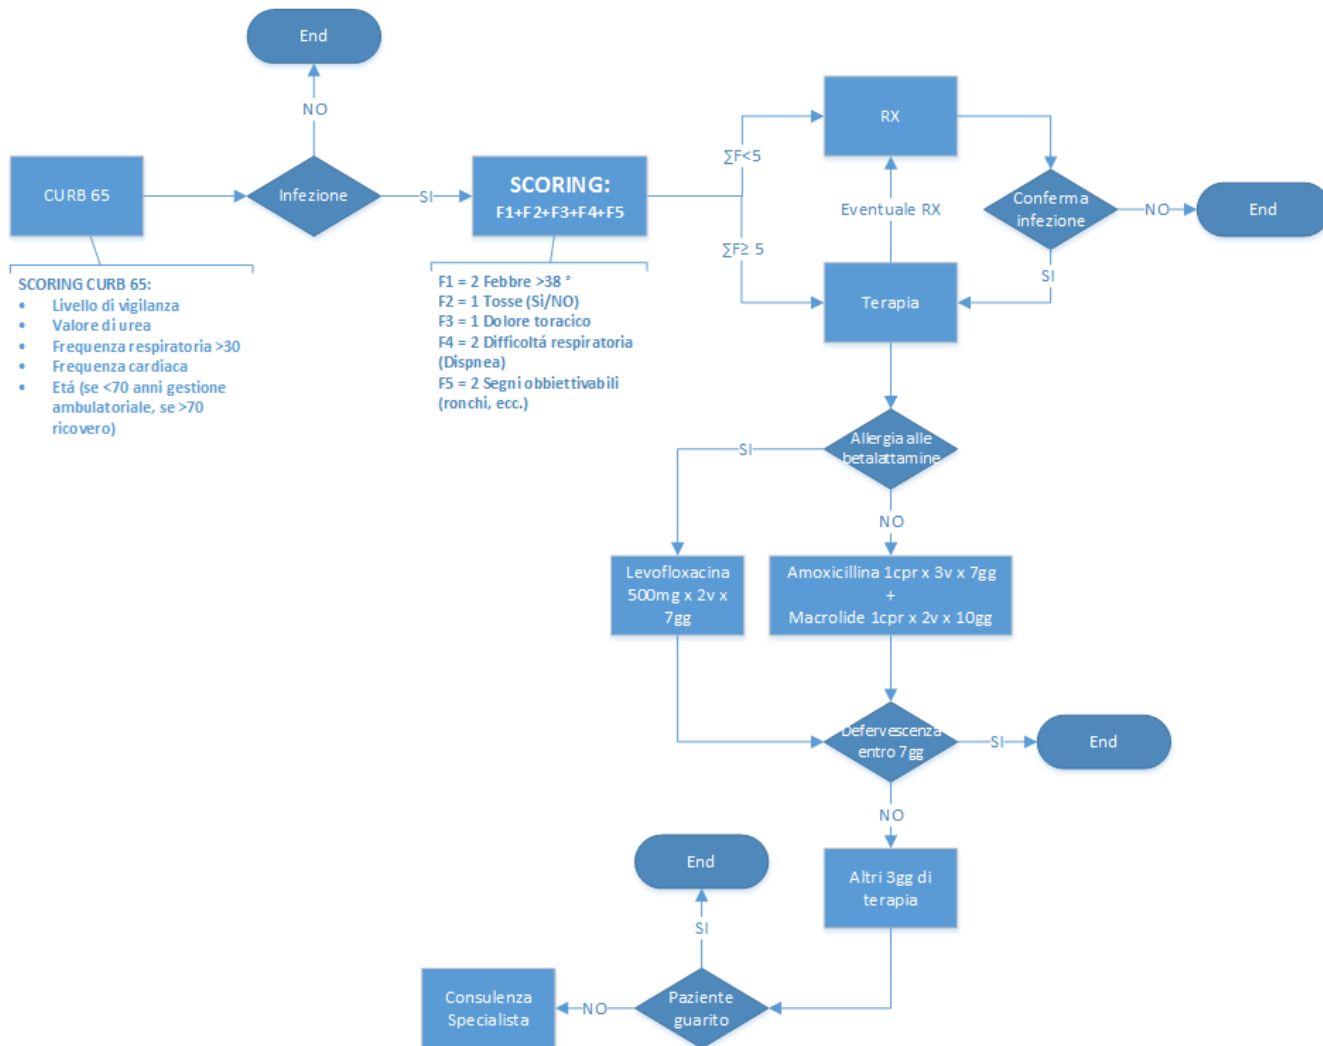 End
NO
CURB 65
Infezione
SI
SCORING:
F1+F2+F3+F4+F5
∑F<5
∑F≥ 5
RX
Eventuale RX
Terapia
Conferma
infezione
NO
End
SI
SCORING CURB 65:
• Livello di vigilanza
• Valore di urea
• Frequenza respiratoria >30
• Frequenza cardiaca
• Etá (se <70 anni gestione
ambulatoriale, se >70
ricovero)
F1 = 2 Febbre >38 °
F2 = 1 Tosse (Si/NO)
F3 = 1 Dolore toracico
F4 = 2 Difficoltá respiratoria
(Dispnea)
F5 = 2 Segni obbiettivabili
(ronchi, ecc.)
Allergia alle
betalattamine
SI
NO
Levofloxacina
500mg x 2v x
7gg
Amoxicillina 1cpr x 3v x 7gg
+
Macrolide 1cpr x 2v x 10gg
Defervescenza
entro 7gg
SI
End
NO
Altri 3gg di
terapia
End
SI
Paziente
guarito
NO
Consulenza
Specialista